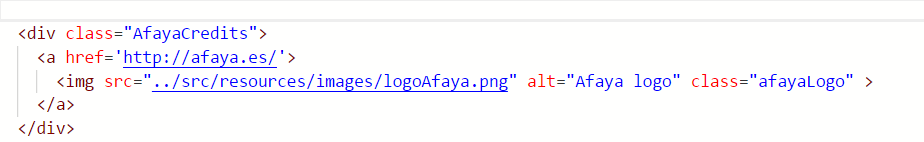 <div class="AfayaCredits">
<a href='http://afaya.es/'>
<img src="../src/resources/images/logoAfaya.png" alt="Afaya logo" class="afayaLogo" >
</a>
</div>